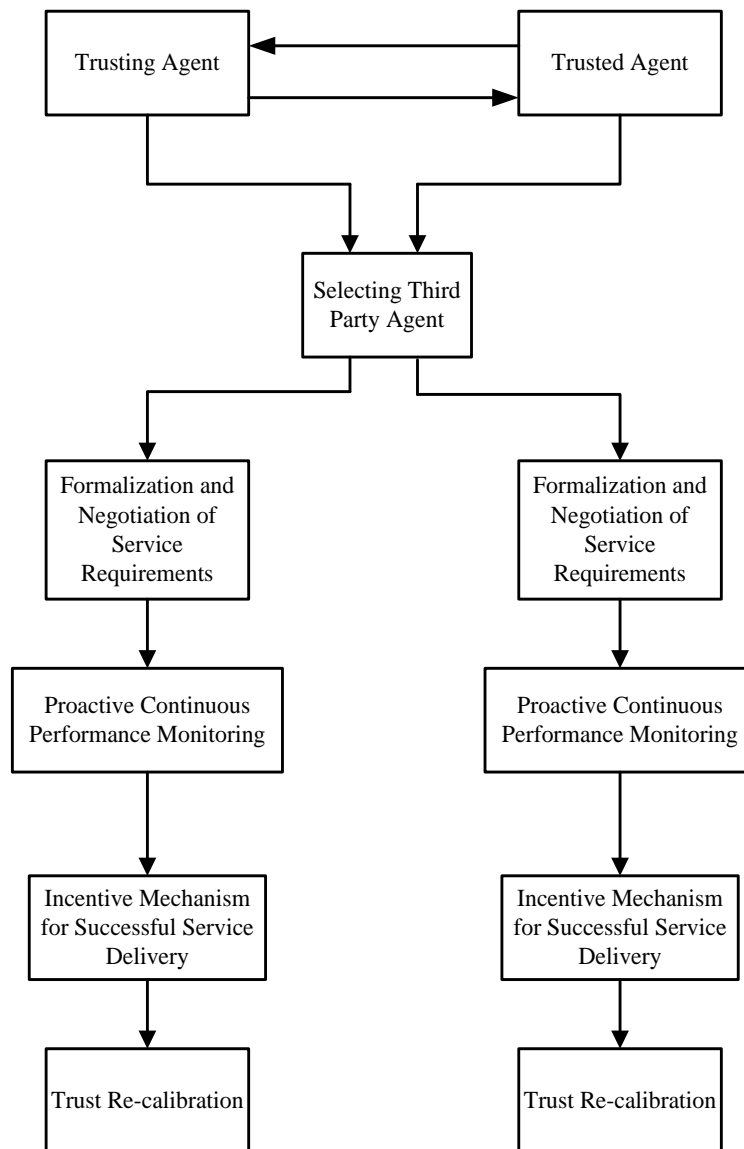 Trusting Agent
Trusted Agent
Selecting Third
Party Agent
Formalization and
Negotiation of
Service
Requirements
Formalization and
Negotiation of
Service
Requirements
Proactive Continuous
Performance Monitoring
Proactive Continuous
Performance Monitoring
Incentive Mechanism
for Successful Service
Delivery
Incentive Mechanism
for Successful Service
Delivery
Trust Re-calibration
Trust Re-calibration